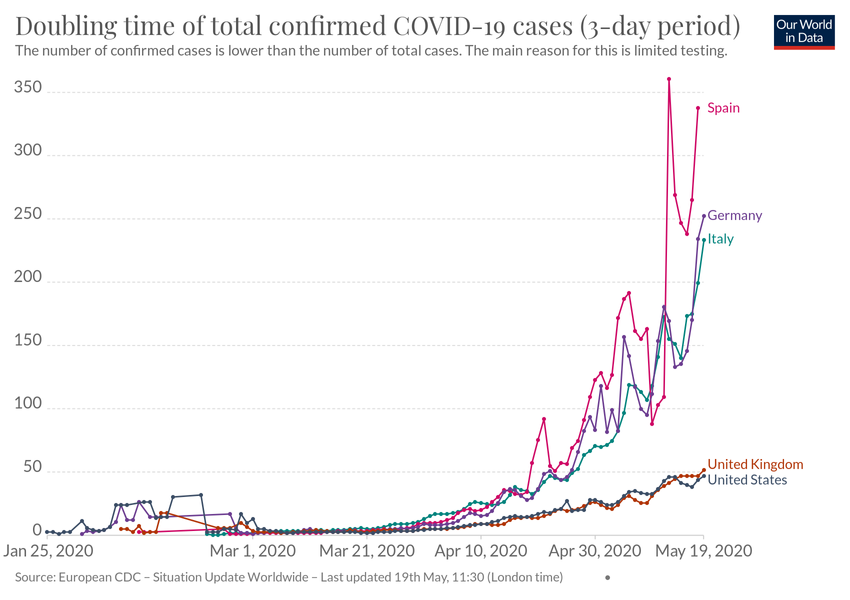 Doubling time of total confirmed COVID-19 cases (3-day period)
Our World
in Data
The number of confirmed cases is lower than the number of total cases. The main reason for this is limited testing.
350
Spain
300
250
Germany
Italy
200
150
100
50
United Kingdom
United States
0
Jan 25, 2020
Mar 1, 2020
Mar 21, 2020
Apr 10, 2020
Apr 30, 2020
May 19, 2020
Source: European CDC – Situation Update Worldwide – Last updated 19th May, 11:30 (London time)